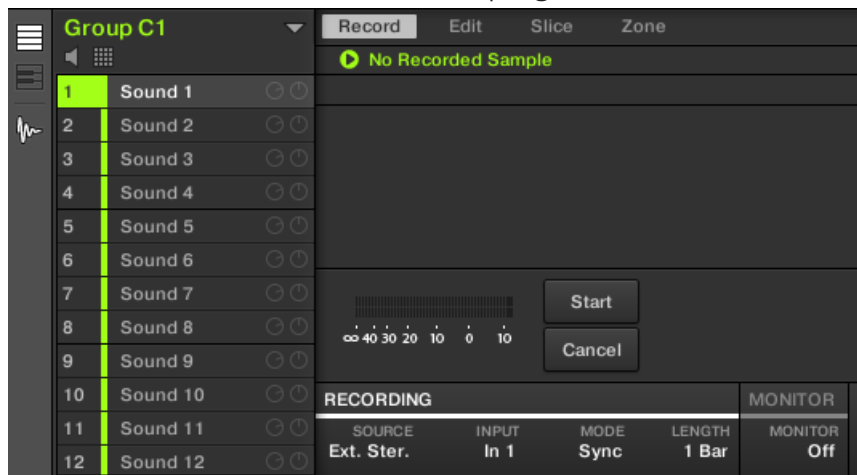 Group C1
Record Edit Slice Zone
No Recorded Sample
1 Sound 1
2 Sound 2
3 Sound 3
4 Sound 4
5 Sound 5
6 Sound 6
7 Sound 7
8 Sound 8
9 Sound 9
10 Sound 10
11 Sound 11
12 Sound 12
Start
∞ 40 30 20 10 0 10
Cancel
RECORDING MONITOR
SOURCE INPUT MODE LENGTH MONITOR
Ext. Ster. In 1 Sync 1 Bar Off